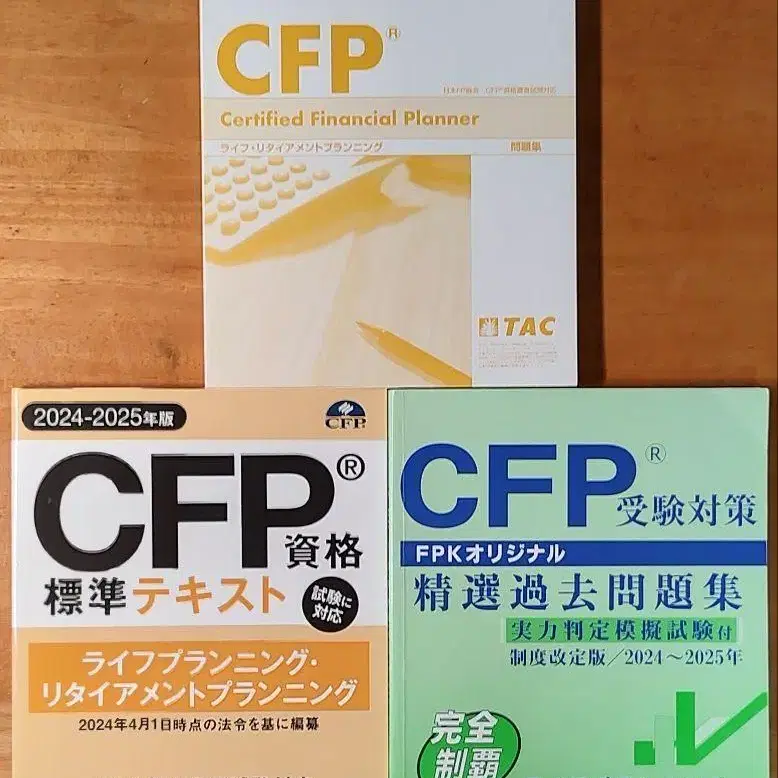 CFP®
日本FP協会 CFP®資格審査試験対応
Certified Financial Planner
ライフ・リタイアメントプランニング 問題集
TAC
2024-2025年版
CFP
CFP®資格
標準テキスト
試験に対応
ライフプランニング・
リタイアメントプランニング
2024年4月1日時点の法令を基に編纂
CFP®受験対策
FPKオリジナル
精選過去問題集
実力判定模擬試験付
制度改定版/2024～2025年
完全
制覇